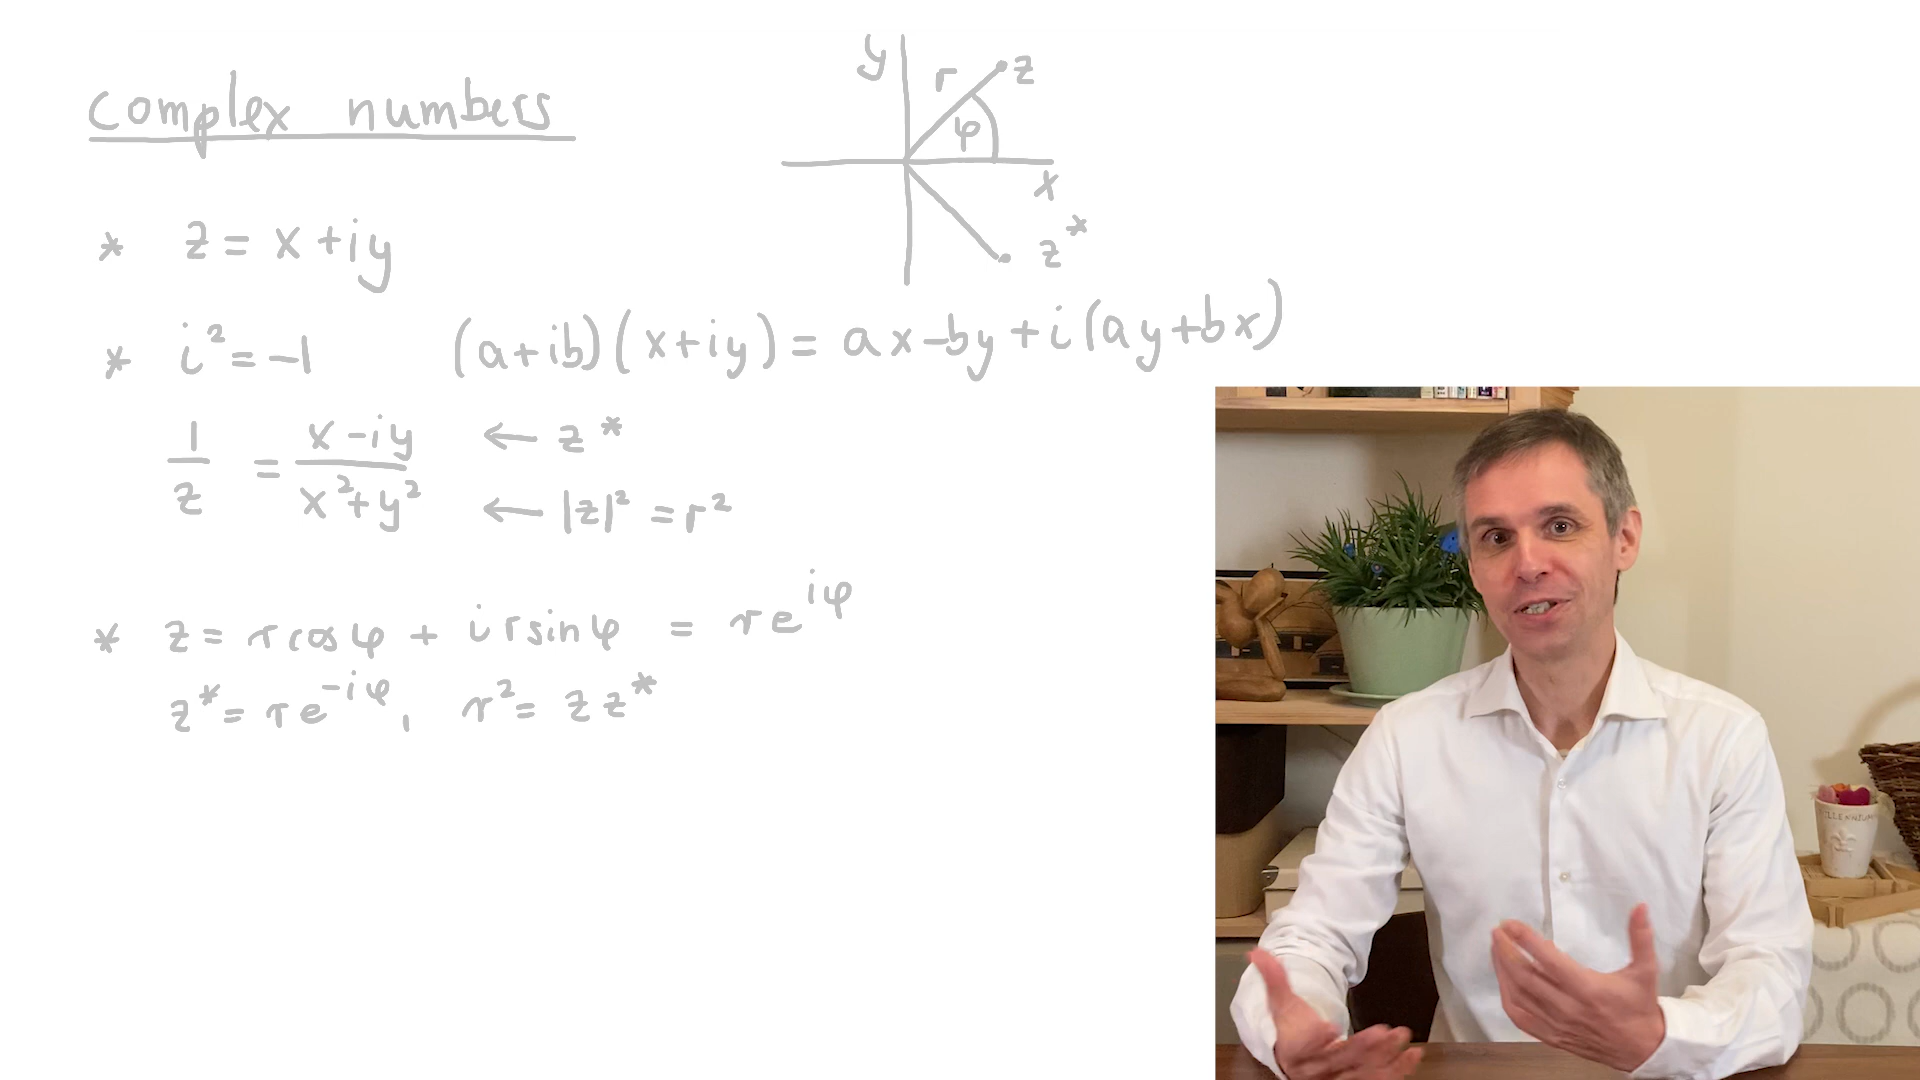 complex numbers
y
r
z
φ
x
z*
* z = x + iy
* i² = -1 (a+ib)(x+iy) = ax-by+i(ay+bx)
1/z = x-iy / x²+y² ← z*
← |z|² = r²
* z = r cos φ + i r sin φ = r e^{iφ}
z* = r e^{-iφ}, r² = z z*